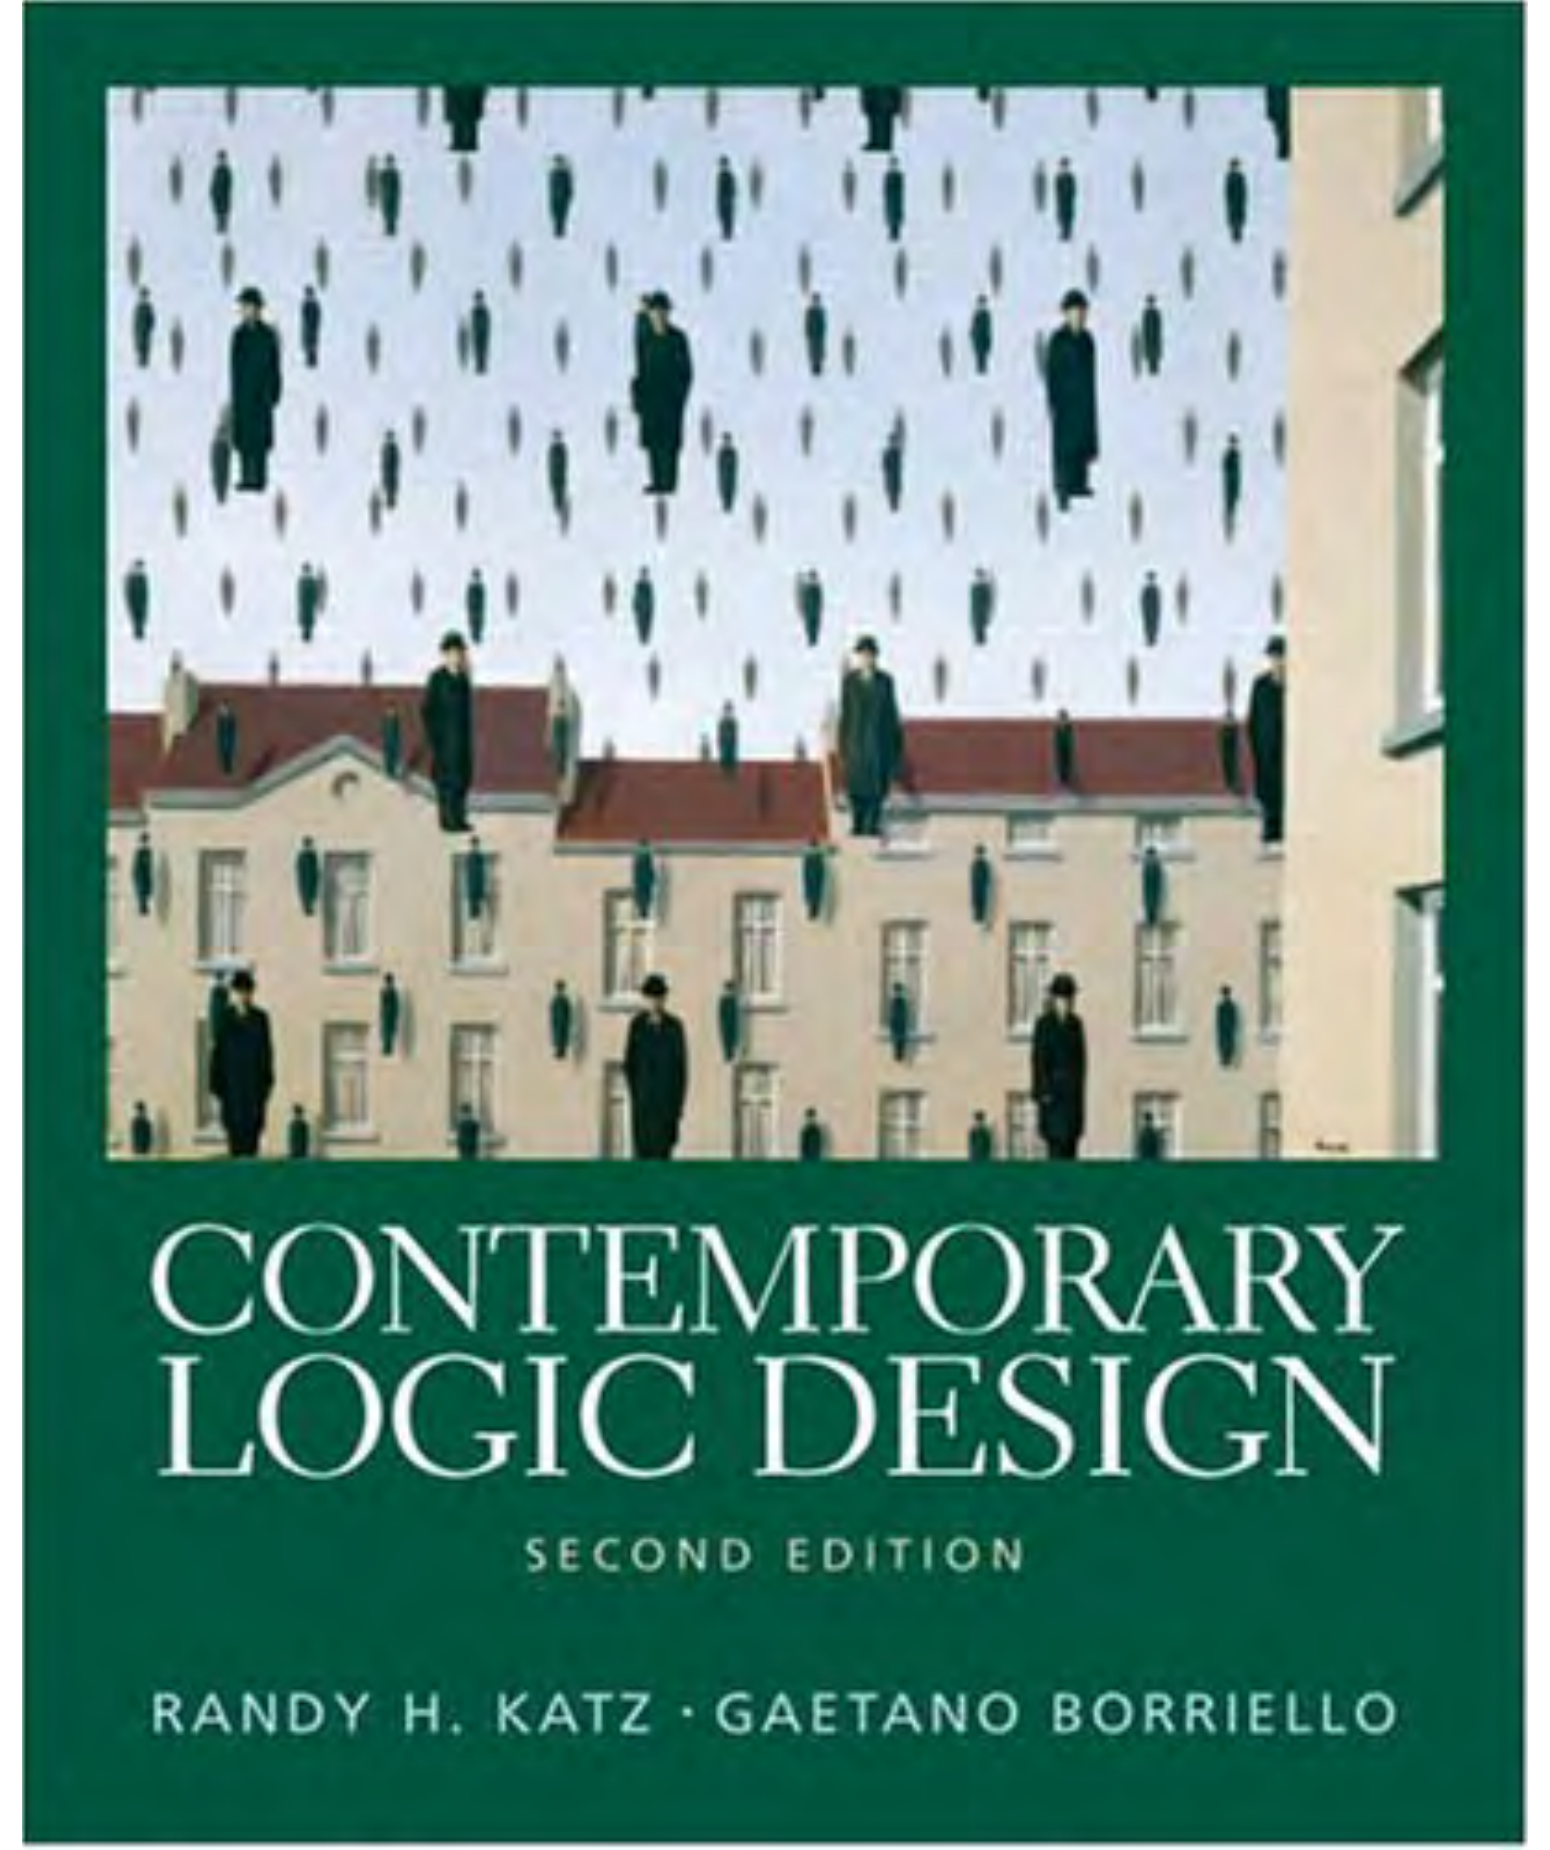 CONTEMPORARY
LOGIC DESIGN
SECOND EDITION
RANDY H. KATZ · GAETANO BORRIELLO